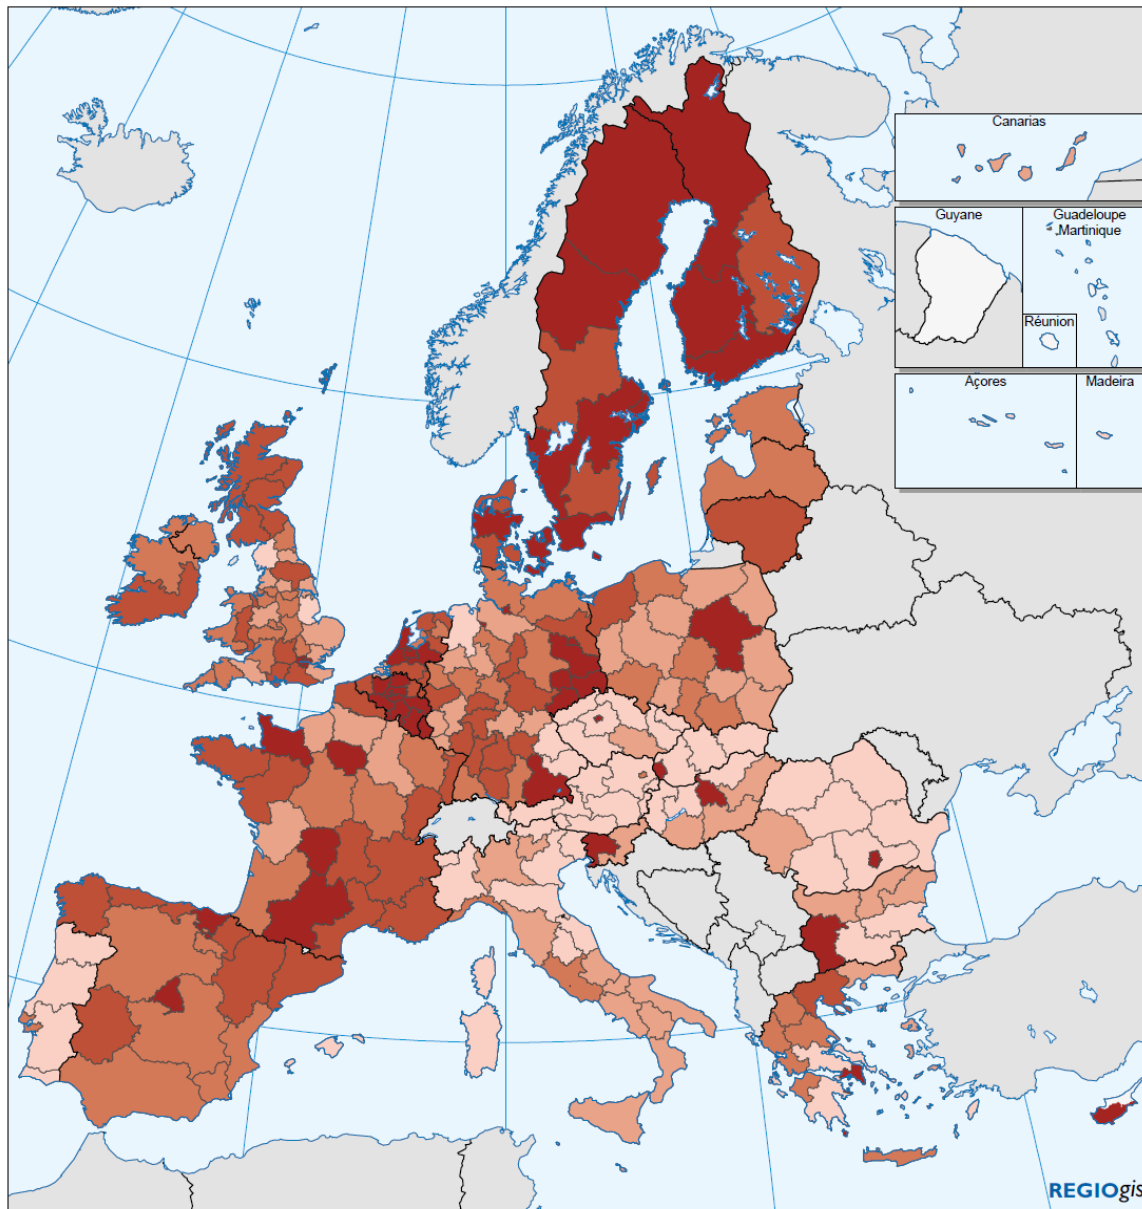 Canarias
Guyane
Guadeloupe
Martinique
Réunion
Açores
Madeira
REGIOgis